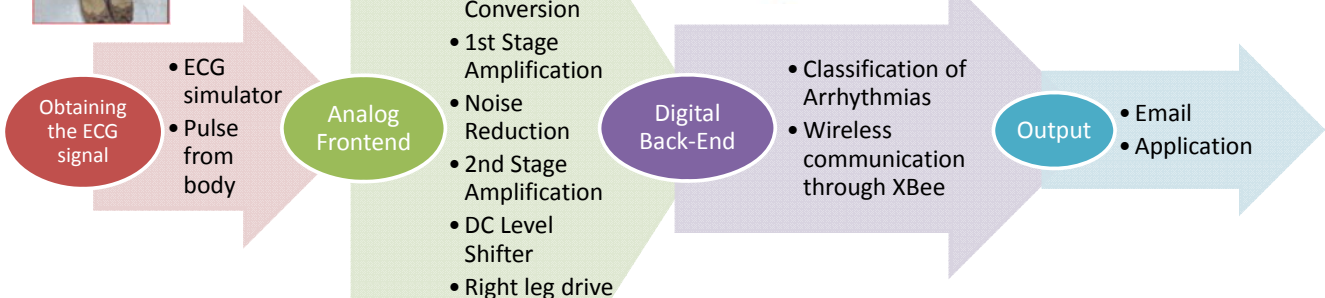 Obtaining
the ECG
signal
• ECG
simulator
• Pulse
from
body
Analog
Frontend
Conversion
• 1st Stage
Amplification
• Noise
Reduction
• 2nd Stage
Amplification
• DC Level
Shifter
• Right leg drive
Digital
Back-End
• Classification of
Arrhythmias
• Wireless
communication
through XBee
Output
• Email
• Application